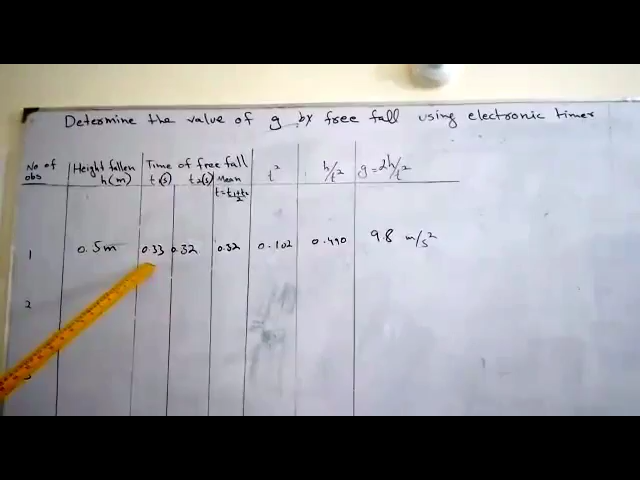 Determine the value of g by free fall using electronic timer
No of obs
Height fallen h(m)
Time of free fall
t₁(s) t₂(s) Mean t=t₁+t₂/2
t²
h/t²
g=2h/t²
1 0.5m 0.33 0.32 0.32 0.102 0.490 9.8 m/s²
2